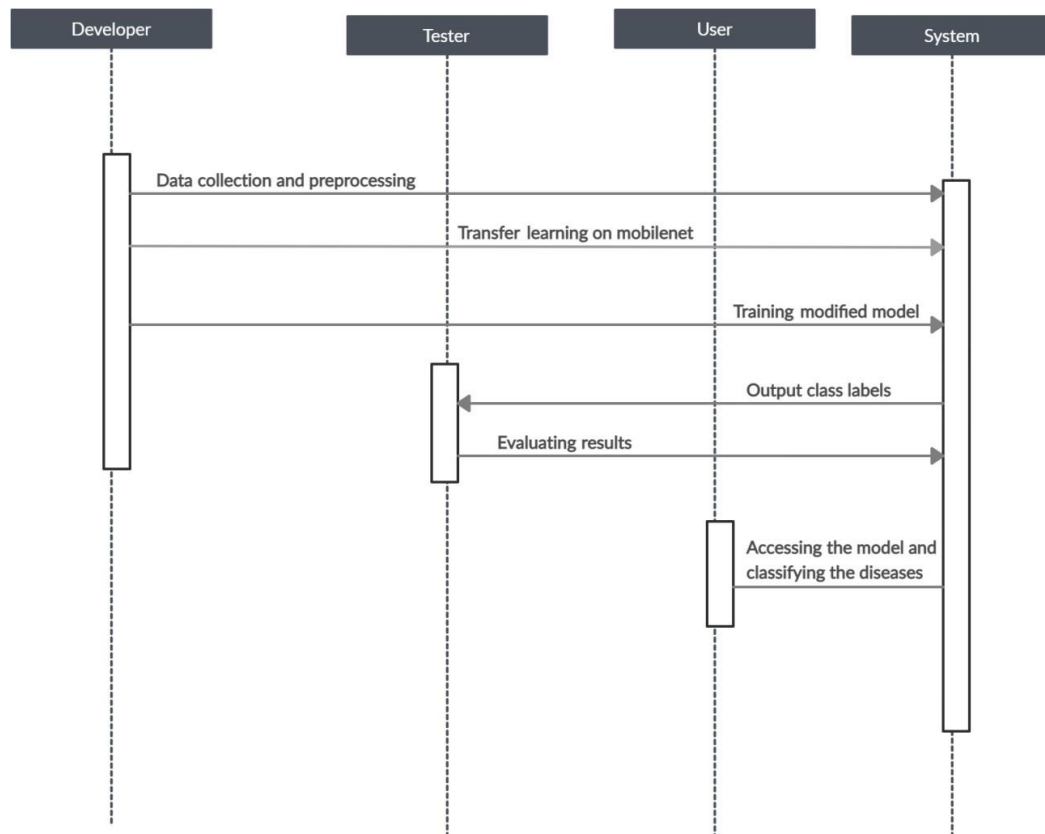 Developer
Tester
User
System
Data collection and preprocessing
Transfer learning on mobilenet
Training modified model
Output class labels
Evaluating results
Accessing the model and
classifying the diseases